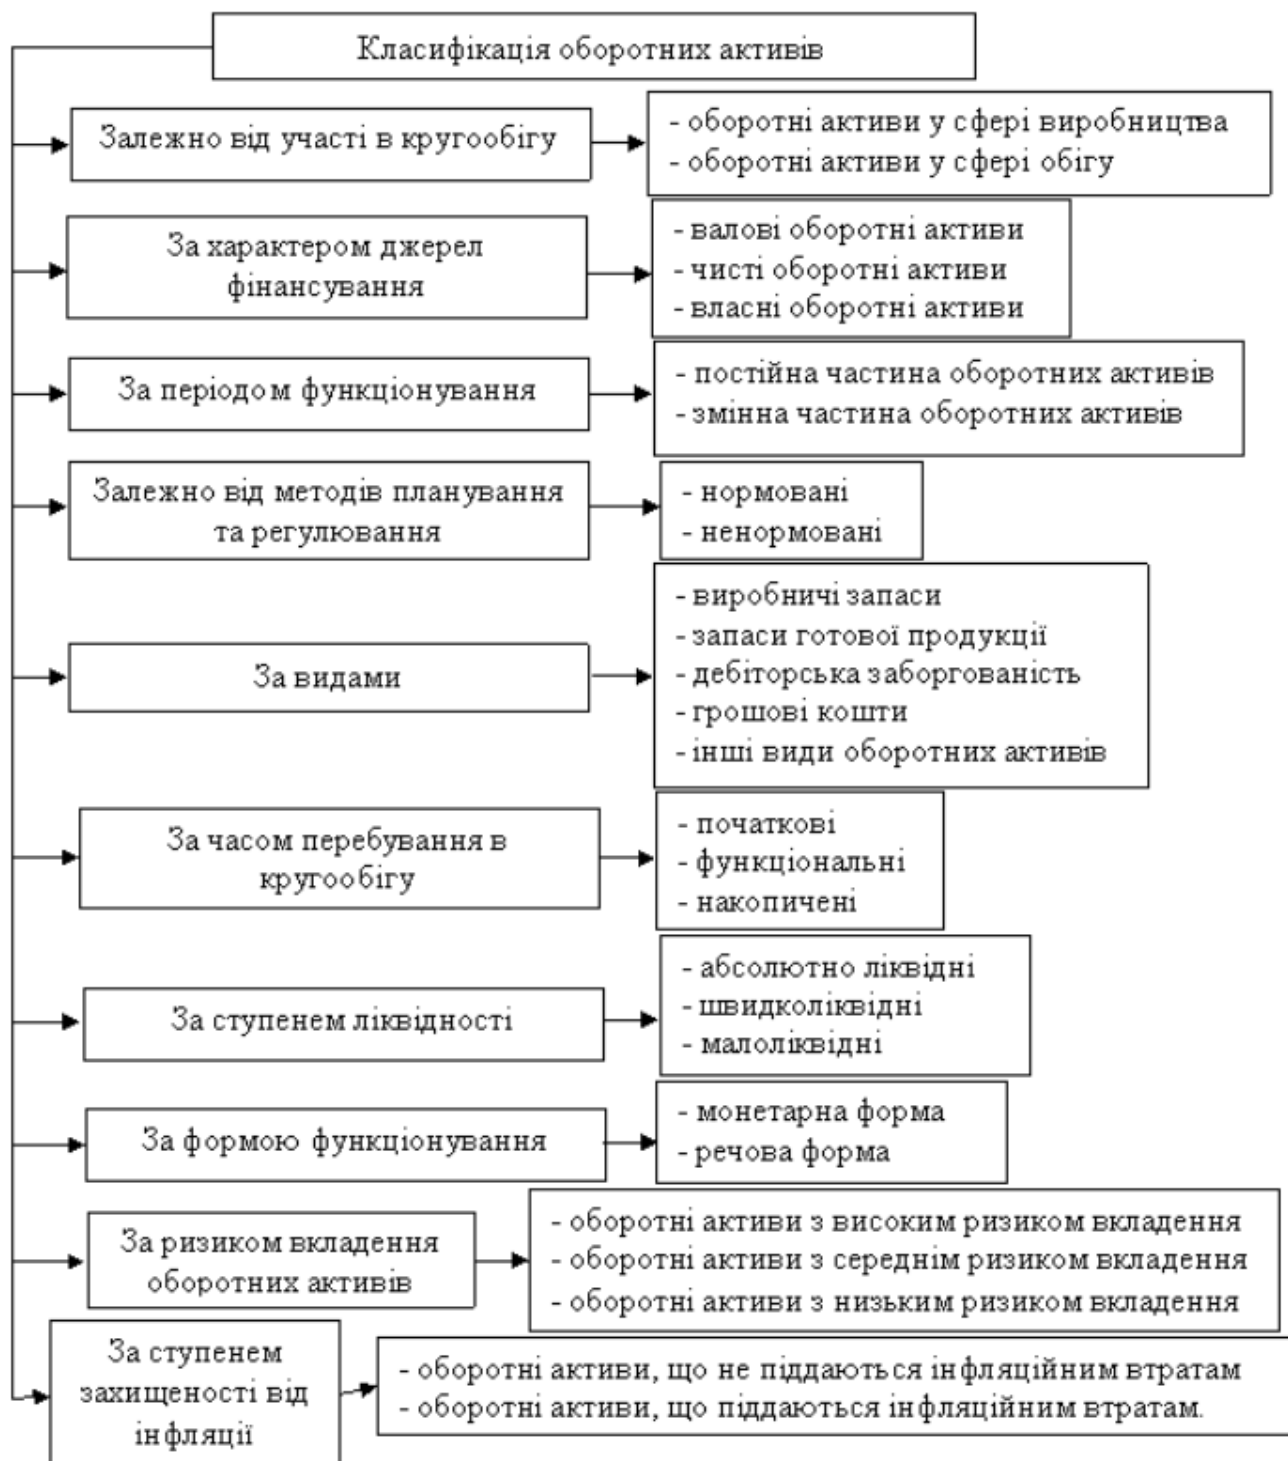 Класифікація оборотних активів
Залежно від участі в кругообігу
- оборотні активи у сфері виробництва
- оборотні активи у сфері обігу
За характером джерел
фінансування
- валові оборотні активи
- чисті оборотні активи
- власні оборотні активи
За періодом функціонування
- постійна частина оборотних активів
- змінна частина оборотних активів
Залежно від методів планування
та регулювання
- нормовані
- ненормовані
За видами
- виробничі запаси
- запаси готової продукції
- дебіторська заборгованість
- грошові кошти
- інші види оборотних активів
За часом перебування в
кругообігу
- початкові
- функціональні
- накопичені
За ступенем ліквідності
- абсолютно ліквідні
- швидколіквідні
- малоліквідні
За формою функціонування
- монетарна форма
- речова форма
За ризиком вкладення
оборотних активів
- оборотні активи з високим ризиком вкладення
- оборотні активи з середнім ризиком вкладення
- оборотні активи з низьким ризиком вкладення
За ступенем
захищеності від
інфляції
- оборотні активи, що не піддаються інфляційним втратам
- оборотні активи, що піддаються інфляційним втратам.